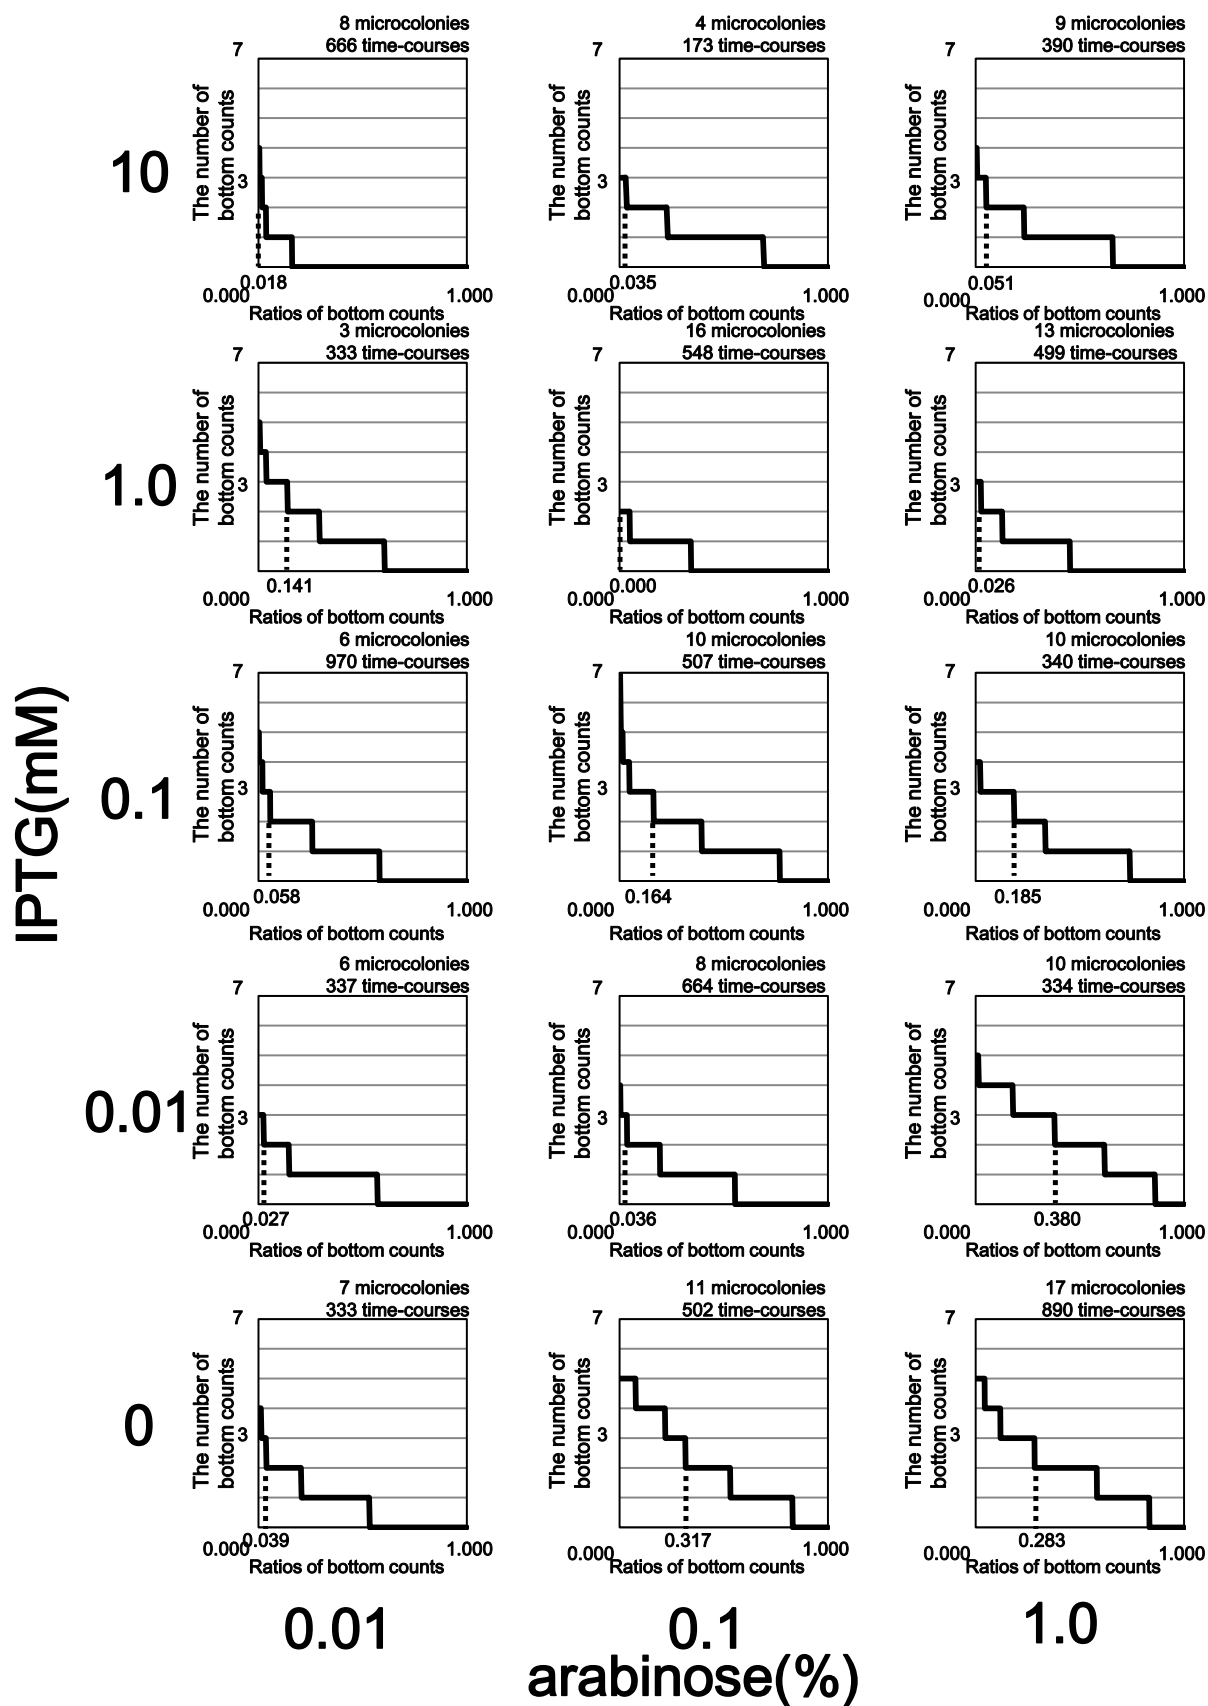 8 microcolonies
666 time-courses
7
The number of
bottom counts
3
0.018
0.000
1.000
Ratios of bottom counts
4 microcolonies
173 time-courses
7
The number of
bottom counts
3
0.035
0.000
1.000
Ratios of bottom counts
9 microcolonies
390 time-courses
7
The number of
bottom counts
3
0.051
0.000
1.000
Ratios of bottom counts
10
3 microcolonies
333 time-courses
7
The number of
bottom counts
3
0.141
0.000
1.000
Ratios of bottom counts
16 microcolonies
548 time-courses
7
The number of
bottom counts
3
0.000
0.000
1.000
Ratios of bottom counts
13 microcolonies
499 time-courses
7
The number of
bottom counts
3
0.026
0.000
1.000
Ratios of bottom counts
1.0
6 microcolonies
970 time-courses
7
The number of
bottom counts
3
0.058
0.000
1.000
Ratios of bottom counts
10 microcolonies
507 time-courses
7
The number of
bottom counts
3
0.164
0.000
1.000
Ratios of bottom counts
10 microcolonies
340 time-courses
7
The number of
bottom counts
3
0.185
0.000
1.000
Ratios of bottom counts
0.1
IPTG(mM)
6 microcolonies
337 time-courses
7
The number of
bottom counts
3
0.027
0.000
1.000
Ratios of bottom counts
8 microcolonies
664 time-courses
7
The number of
bottom counts
3
0.036
0.000
1.000
Ratios of bottom counts
10 microcolonies
334 time-courses
7
The number of
bottom counts
3
0.380
0.000
1.000
Ratios of bottom counts
0.01
7 microcolonies
333 time-courses
7
The number of
bottom counts
3
0.039
0.000
1.000
Ratios of bottom counts
11 microcolonies
502 time-courses
7
The number of
bottom counts
3
0.317
0.000
1.000
Ratios of bottom counts
17 microcolonies
890 time-courses
7
The number of
bottom counts
3
0.283
0.000
1.000
Ratios of bottom counts
0
0.01
0.1
1.0
arabinose(%)